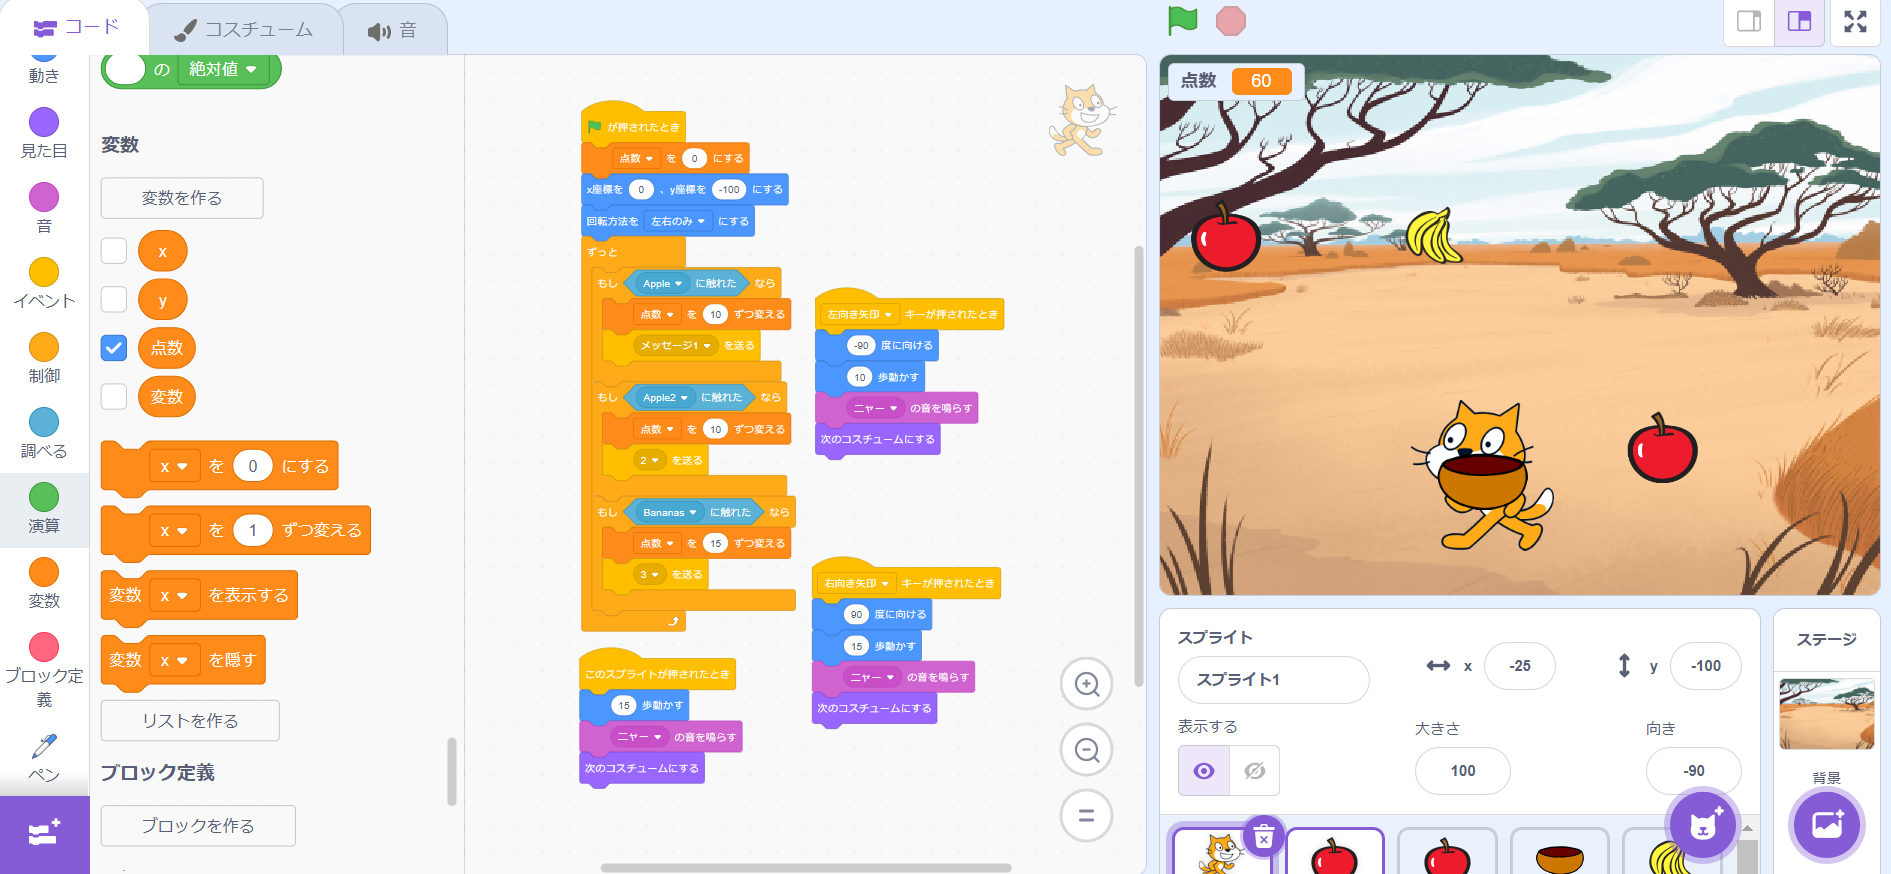 コード
コスチューム
音
動き
見た目
音
イベント
制御
調べる
演算
変数
ブロック定
義
ペン
の 絶対値
変数
変数を作る
x
y
点数
変数
x を 0 にする
x を 1 ずつ変える
変数 x を表示する
変数 x を隠す
リストを作る
ブロック定義
ブロックを作る
が押されたとき
点数 を 0 にする
x座標を 0 、y座標を -100 にする
回転方法を 左右のみ にする
ずっと
もし Apple に触れた なら
点数 を 10 ずつ変える
メッセージ1 を送る
もし Apple2 に触れた なら
点数 を 10 ずつ変える
2 を送る
もし Bananas に触れた なら
点数 を 15 ずつ変える
3 を送る
このスプライトが押されたとき
15 歩動かす
ニャー の音を鳴らす
次のコスチュームにする
左向き矢印 キーが押されたとき
-90 度に向ける
10 歩動かす
ニャー の音を鳴らす
次のコスチュームにする
右向き矢印 キーが押されたとき
90 度に向ける
15 歩動かす
ニャー の音を鳴らす
次のコスチュームにする
点数 60
スプライト
スプライト1
x -25
y -100
表示する
大きさ
100
向き
-90
ステージ
背景